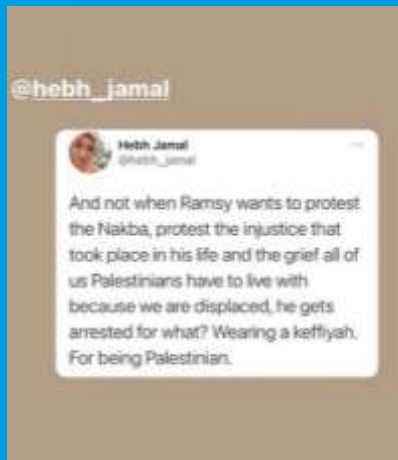 @hebh_jamal
Hebh Jamal
@hebh_jamal
And not when Ramsy wants to protest
the Nakba, protest the injustice that
took place in his life and the grief all of
us Palestinians have to live with
because we are displaced, he gets
arrested for what? Wearing a keffiyah.
For being Palestinian.